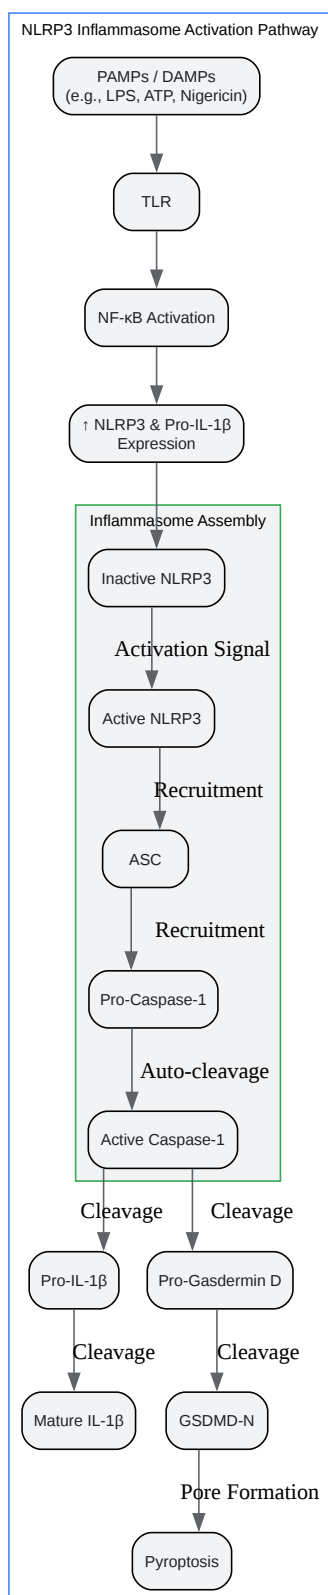 NLRP3 Inflammasome Activation Pathway
PAMPs / DAMPs
(e.g., LPS, ATP, Nigericin)
TLR
NF-κB Activation
↑ NLRP3 & Pro-IL-1β
Expression
Inflammasome Assembly
Inactive NLRP3
Activation Signal
Active NLRP3
Recruitment
ASC
Recruitment
Pro-Caspase-1
Auto-cleavage
Active Caspase-1
Cleavage
Cleavage
Pro-IL-1β
Pro-Gasdermin D
Cleavage
Cleavage
Mature IL-1β
GSDMD-N
Pore Formation
Pyroptosis